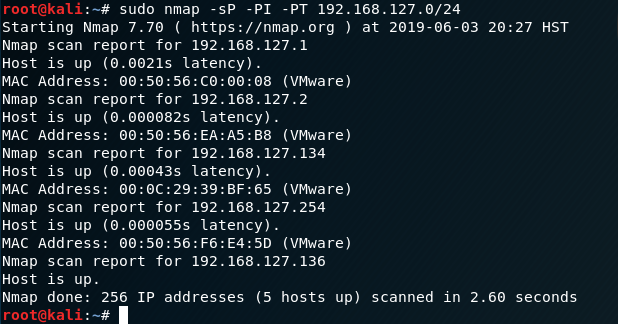 root@kali:~# sudo nmap -sP -PI -PT 192.168.127.0/24
Starting Nmap 7.70 ( https://nmap.org ) at 2019-06-03 20:27 HST
Nmap scan report for 192.168.127.1
Host is up (0.0021s latency).
MAC Address: 00:50:56:C0:00:08 (VMware)
Nmap scan report for 192.168.127.2
Host is up (0.000082s latency).
MAC Address: 00:50:56:EA:A5:B8 (VMware)
Nmap scan report for 192.168.127.134
Host is up (0.00043s latency).
MAC Address: 00:0C:29:39:BF:65 (VMware)
Nmap scan report for 192.168.127.254
Host is up (0.000055s latency).
MAC Address: 00:50:56:F6:E4:5D (VMware)
Nmap scan report for 192.168.127.136
Host is up.
Nmap done: 256 IP addresses (5 hosts up) scanned in 2.60 seconds
root@kali:~#